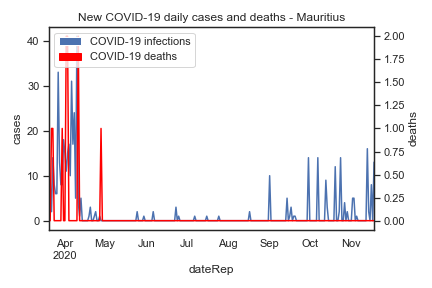 New COVID-19 daily cases and deaths - Mauritius
COVID-19 infections
COVID-19 deaths
cases
40
30
20
10
0
deaths
2.00
1.75
1.50
1.25
1.00
0.75
0.50
0.25
0.00
Apr May Jun Jul Aug Sep Oct Nov
2020
dateRep